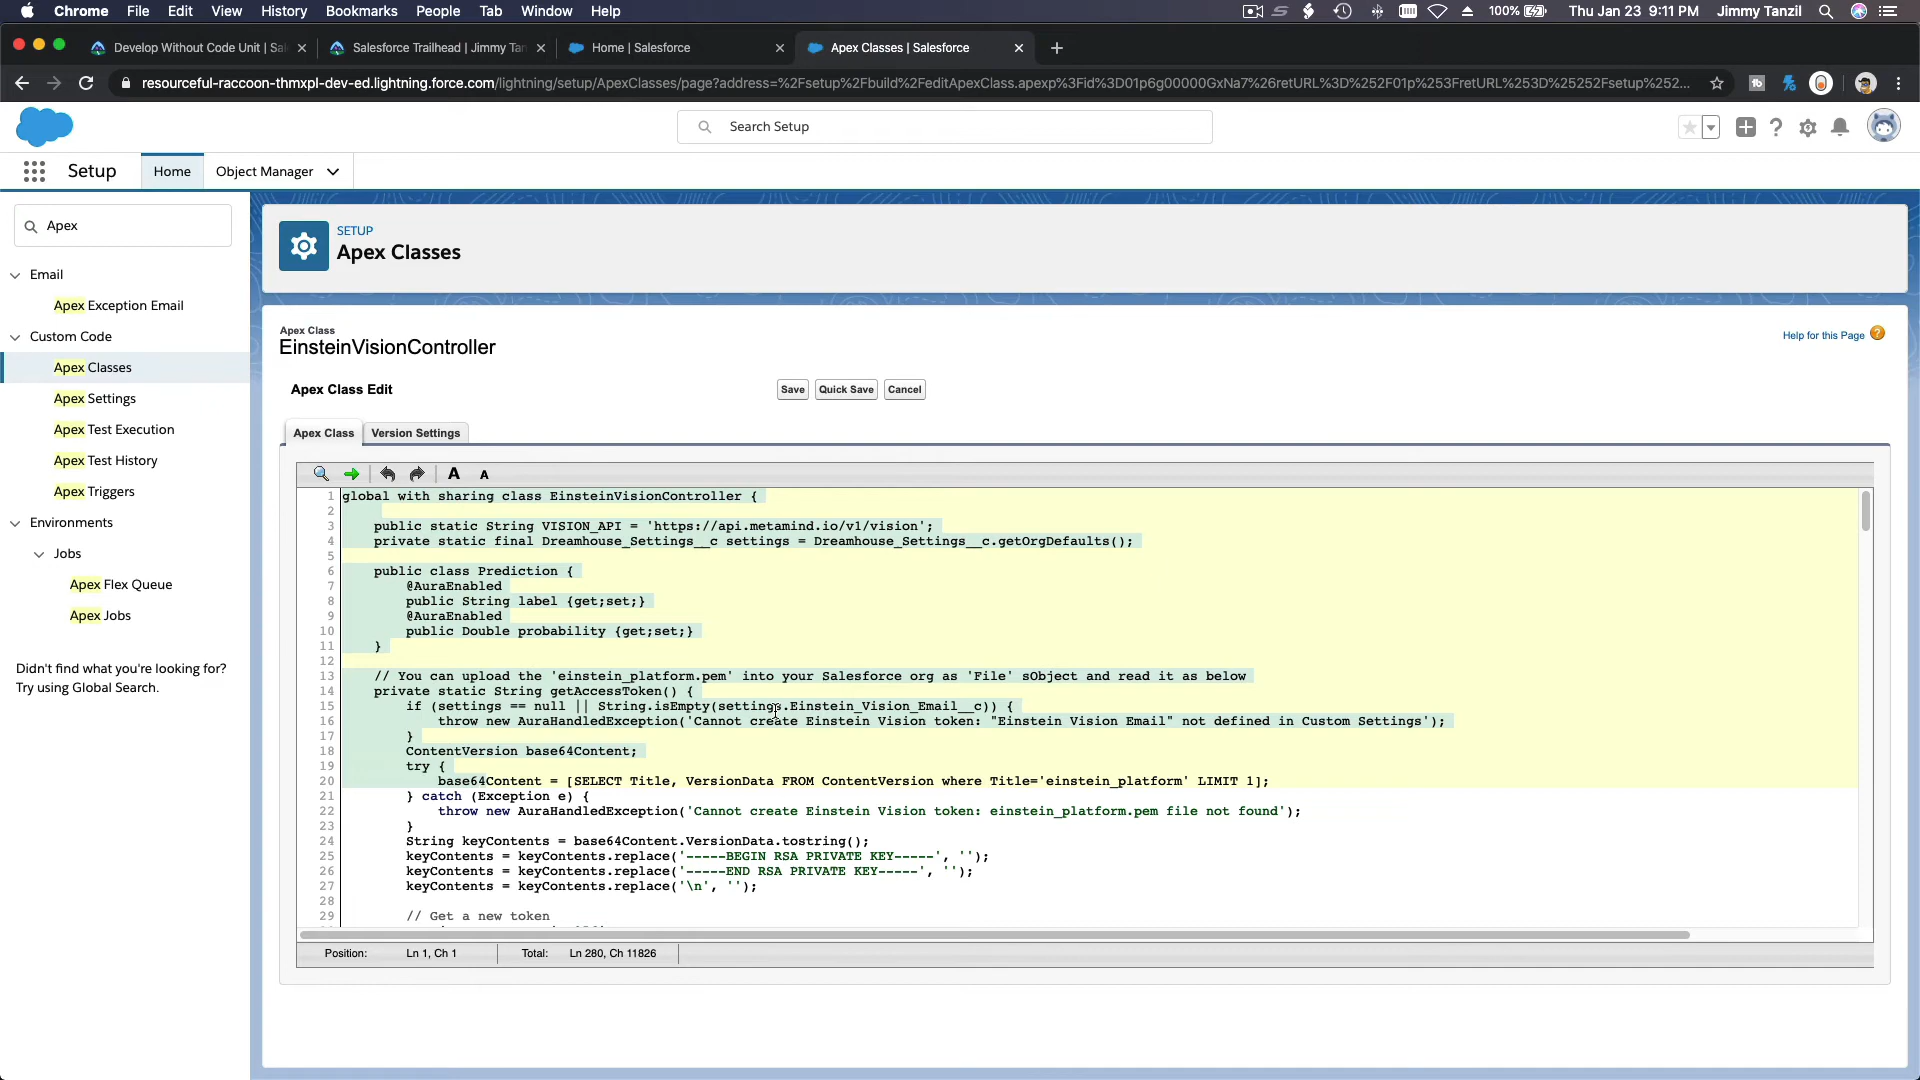 Chrome File Edit View History Bookmarks People Tab Window Help 100% Thu Jan 23 9:11 PM Jimmy Tanzil
Develop Without Code Unit | Sal Salesforce Trailhead | Jimmy Tan Home | Salesforce Apex Classes | Salesforce
resourceful-raccoon-thmxpl-dev-ed.lightning.force.com/lightning/setup/ApexClasses/page?address=%2Fsetup%2Fbuild%2FeditApexClass.apexp%3Fid%3D01p6g00000GxNa7%26retURL%3D%252F01p%253FretURL%253D%25252Fsetup%252...
Search Setup
Setup Home Object Manager
Apex
Email
Apex Exception Email
Custom Code
Apex Classes
Apex Settings
Apex Test Execution
Apex Test History
Apex Triggers
Environments
Jobs
Apex Flex Queue
Apex Jobs
Didn't find what you're looking for?
Try using Global Search.
SETUP
Apex Classes
Apex Class
EinsteinVisionController
Help for this Page ?
Apex Class Edit Save Quick Save Cancel
Apex Class Version Settings
A A
1 global with sharing class EinsteinVisionController {
2
3 public static String VISION_API = 'https://api.metamind.io/v1/vision';
4 private static final Dreamhouse_Settings__c settings = Dreamhouse_Settings__c.getOrgDefaults();
5
6 public class Prediction {
7 @AuraEnabled
8 public String label {get;set;}
9 @AuraEnabled
10 public Double probability {get;set;}
11 }
12
13 // You can upload the 'einstein_platform.pem' into your Salesforce org as 'File' sObject and read it as below
14 private static String getAccessToken() {
15 if (settings == null || String.isEmpty(settings.Einstein_Vision_Email__c)) {
16 throw new AuraHandledException('Cannot create Einstein Vision token: "Einstein Vision Email" not defined in Custom Settings');
17 }
18 ContentVersion base64Content;
19 try {
20 base64Content = [SELECT Title, VersionData FROM ContentVersion where Title='einstein_platform' LIMIT 1];
21 } catch (Exception e) {
22 throw new AuraHandledException('Cannot create Einstein Vision token: einstein_platform.pem file not found');
23 }
24 String keyContents = base64Content.VersionData.tostring();
25 keyContents = keyContents.replace('-----BEGIN RSA PRIVATE KEY-----', '');
26 keyContents = keyContents.replace('-----END RSA PRIVATE KEY-----', '');
27 keyContents = keyContents.replace('\n', '');
28
29 // Get a new token
Position: Ln 1, Ch 1 Total: Ln 280, Ch 11826